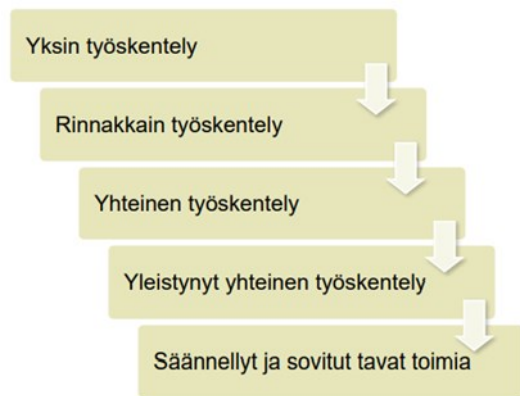 Yksin työskentely
Rinnakkain työskentely
Yhteinen työskentely
Yleistynyt yhteinen työskentely
Säännellyt ja sovitut tavat toimia